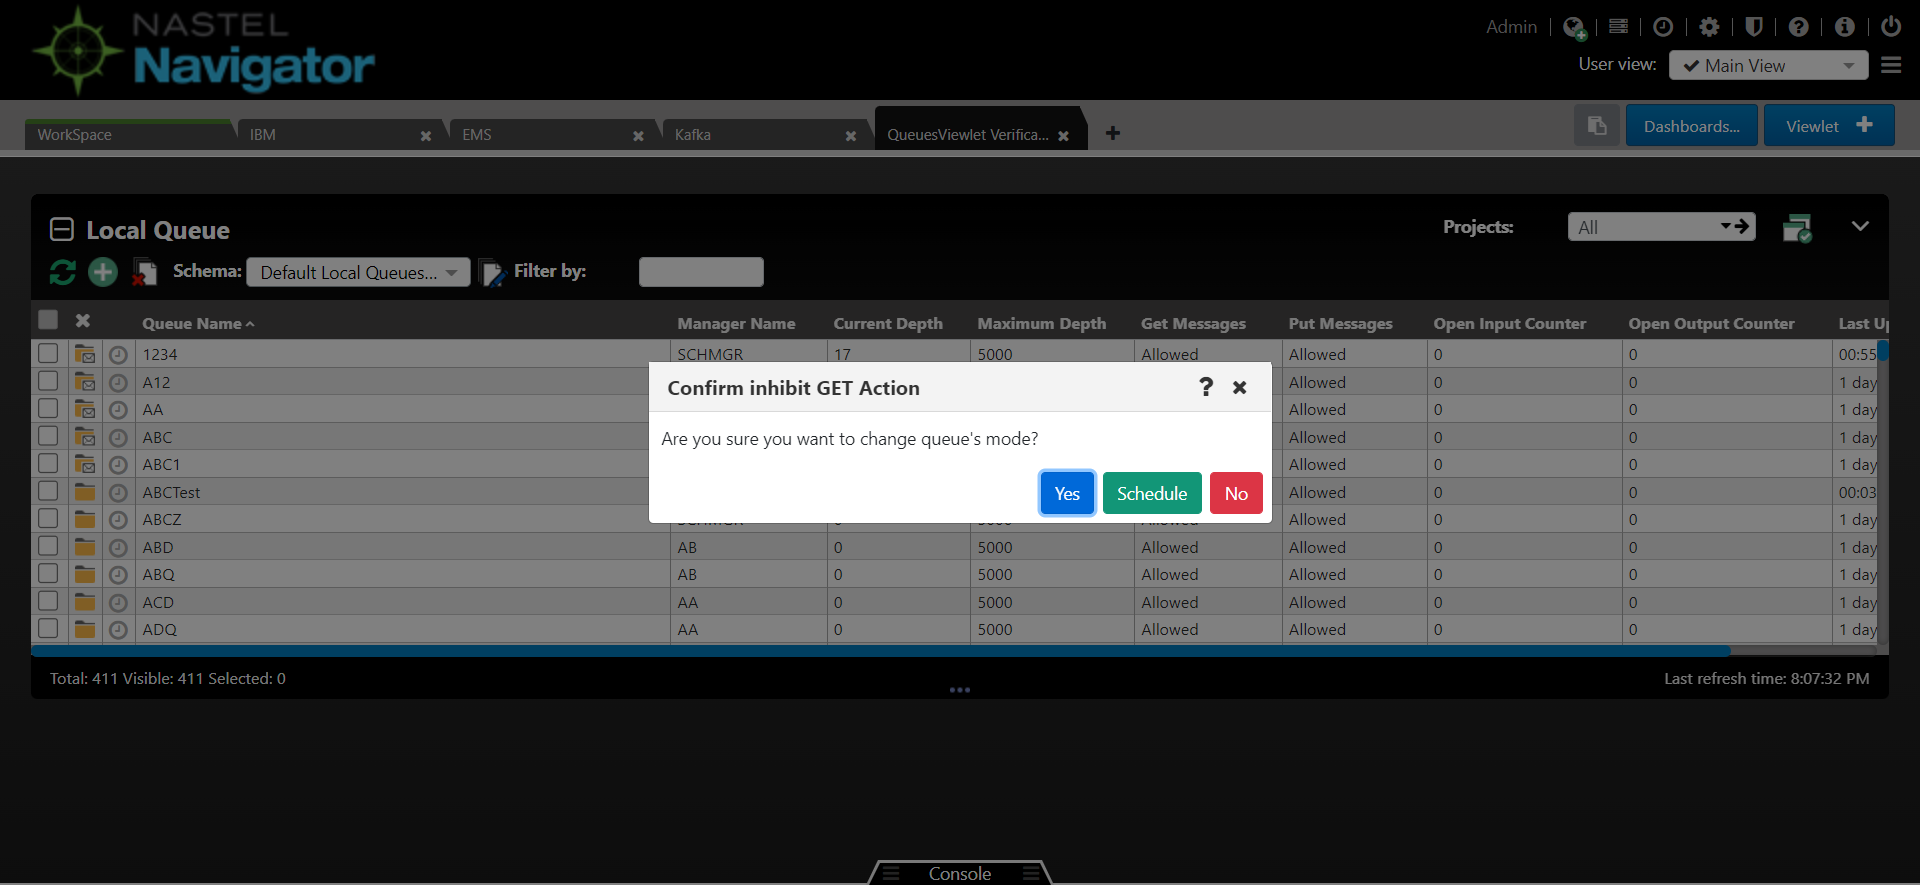 NASTEL
Navigator
Admin
User view: Main View
WorkSpace IBM EMS Kafka QueuesViewlet Verifica...
Dashboards... Viewlet
Local Queue
Projects: All
Schema: Default Local Queues... Filter by:
Queue Name Manager Name Current Depth Maximum Depth Get Messages Put Messages Open Input Counter Open Output Counter Last Up
1234 SCHMGR 17 5000 Allowed Allowed 0 0 00:55
A12 Allowed 0 0 1 day
AA Allowed 0 0 1 day
ABC Allowed 0 0 1 day
ABC1 Allowed 0 0 1 day
ABCTest Allowed 0 0 00:03
ABCZ SCHMGR 0 5000 Allowed Allowed 0 0 1 day
ABD AB 0 5000 Allowed Allowed 0 0 1 day
ABQ AB 0 5000 Allowed Allowed 0 0 1 day
ACD AA 0 5000 Allowed Allowed 0 0 1 day
ADQ AA 0 5000 Allowed Allowed 0 0 1 day
Confirm inhibit GET Action
Are you sure you want to change queue's mode?
Yes Schedule No
Total: 411 Visible: 411 Selected: 0
Last refresh time: 8:07:32 PM
Console